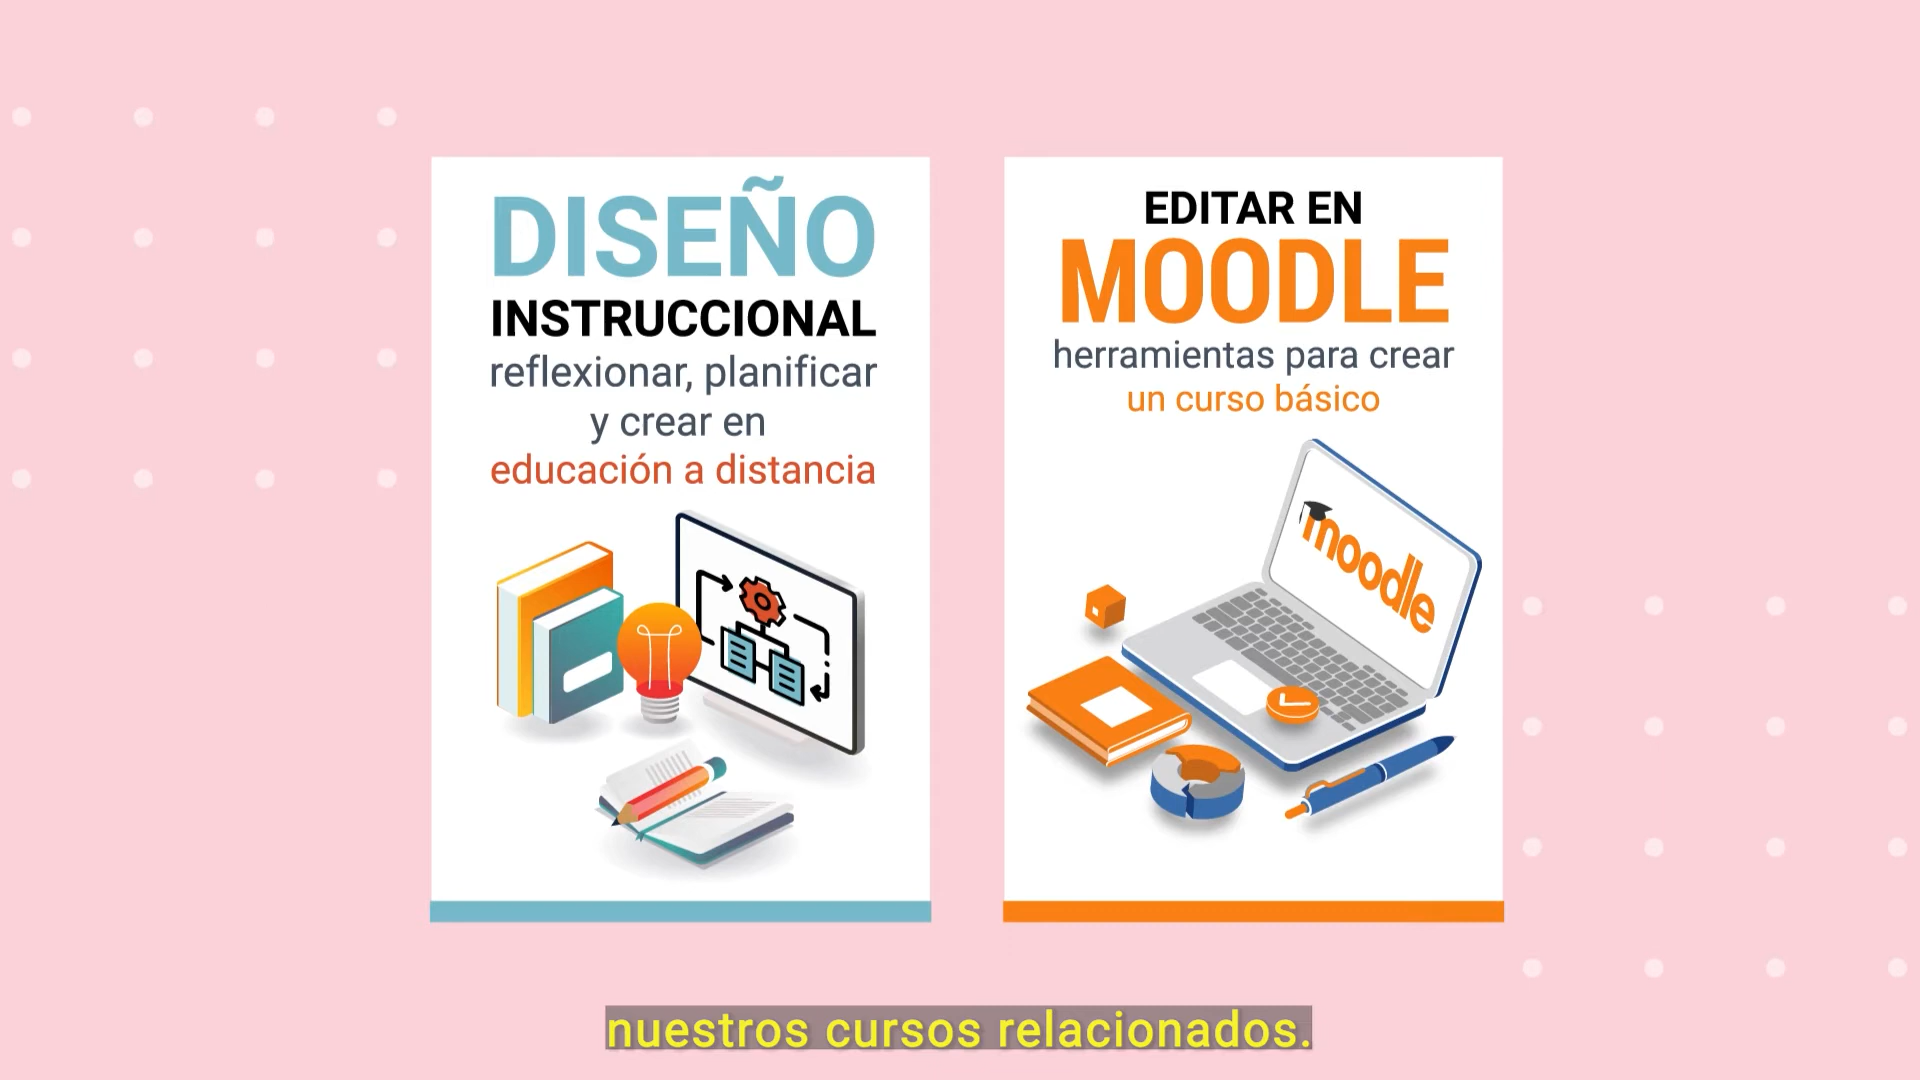 DISEÑO
INSTRUCCIONAL
reflexionar, planificar
y crear en
educación a distancia
EDITAR EN
MOODLE
herramientas para crear
un curso básico
moodle
nuestros cursos relacionados.